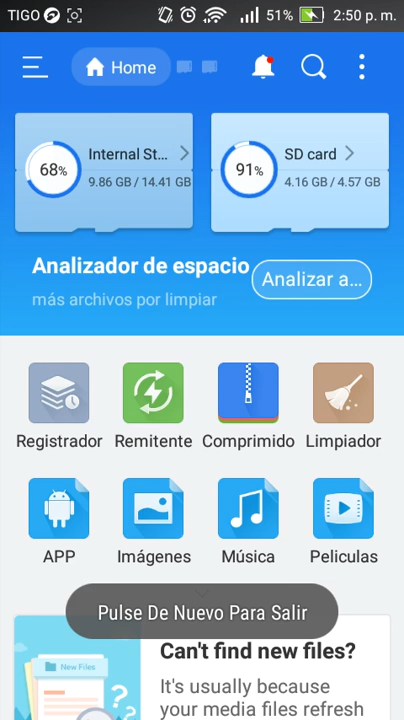 TIGO 51% 2:50 p. m.
Home
68% Internal St... 9.86 GB / 14.41 GB
91% SD card 4.16 GB / 4.57 GB
Analizador de espacio
más archivos por limpiar
Analizar a...
Registrador Remitente Comprimido Limpiador
APP Imágenes Música Peliculas
Pulse De Nuevo Para Salir
New Files
Can't find new files?
It's usually because
your media files refresh